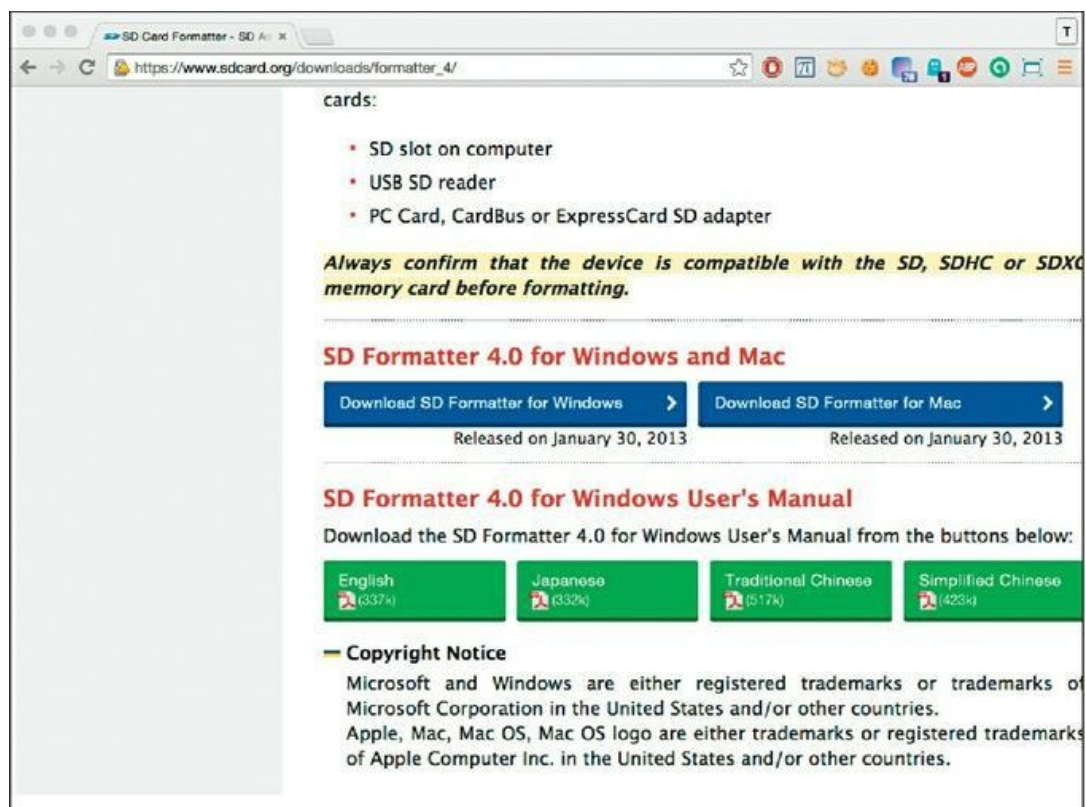 SD Card Formatter - SD A
T
https://www.sdcard.org/downloads/formatter_4/
cards:
• SD slot on computer
• USB SD reader
• PC Card, CardBus or ExpressCard SD adapter
Always confirm that the device is compatible with the SD, SDHC or SDXC
memory card before formatting.
SD Formatter 4.0 for Windows and Mac
Download SD Formatter for Windows
Download SD Formatter for Mac
Released on January 30, 2013
Released on January 30, 2013
SD Formatter 4.0 for Windows User's Manual
Download the SD Formatter 4.0 for Windows User's Manual from the buttons below:
English
(337k)
Japanese
(332k)
Traditional Chinese
(517k)
Simplified Chinese
(423k)
Copyright Notice
Microsoft and Windows are either registered trademarks or trademarks of
Microsoft Corporation in the United States and/or other countries.
Apple, Mac, Mac OS, Mac OS logo are either trademarks or registered trademarks
of Apple Computer Inc. in the United States and/or other countries.